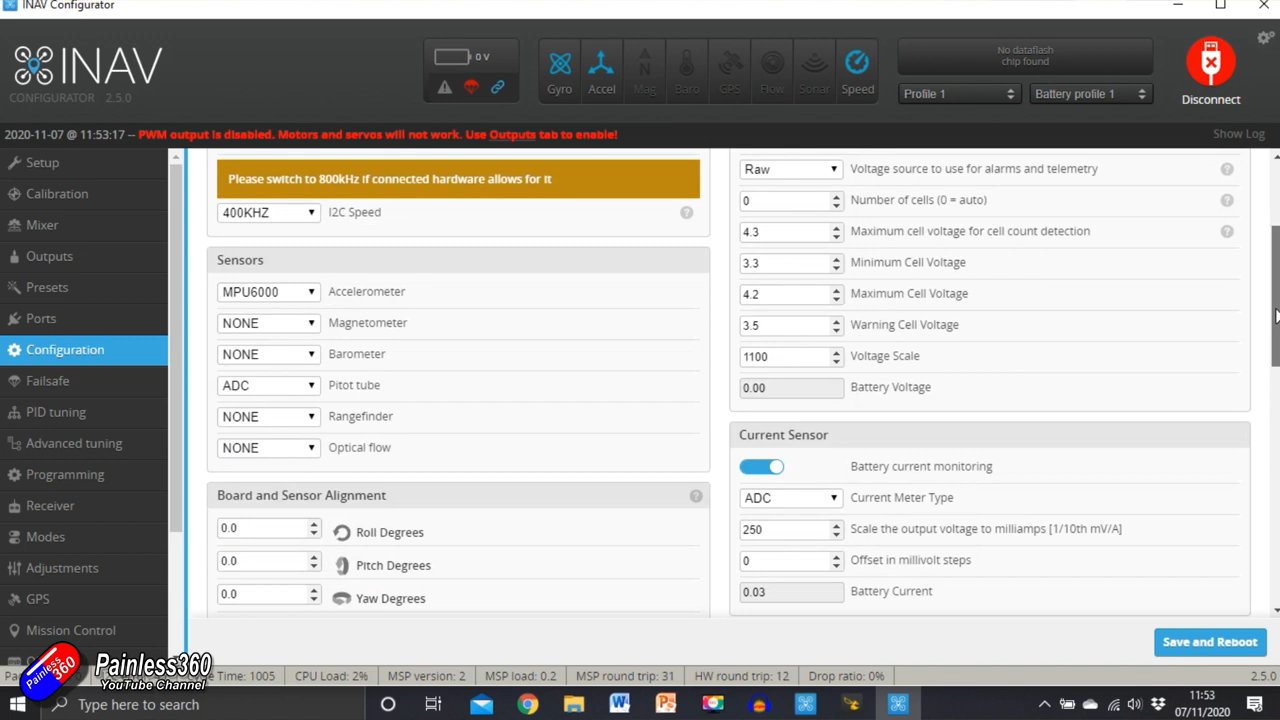 INAV Configurator
INAV
CONFIGURATOR 2.5.0
0 V
Gyro
Accel
Mag
Baro
GPS
Flow
Sonar
Speed
No dataflash
chip found
Profile 1
Battery profile 1
Disconnect
2020-11-07 @ 11:53:17 -- PWM output is disabled. Motors and servos will not work. Use Outputs tab to enable!
Show Log
Setup
Calibration
Mixer
Outputs
Presets
Ports
Configuration
Failsafe
PID tuning
Advanced tuning
Programming
Receiver
Modes
Adjustments
GPS
Mission Control
Please switch to 800kHz if connected hardware allows for it
400KHZ I2C Speed
Sensors
MPU6000 Accelerometer
NONE Magnetometer
NONE Barometer
ADC Pitot tube
NONE Rangefinder
NONE Optical flow
Board and Sensor Alignment
0.0 Roll Degrees
0.0 Pitch Degrees
0.0 Yaw Degrees
Raw Voltage source to use for alarms and telemetry
0 Number of cells (0 = auto)
4.3 Maximum cell voltage for cell count detection
3.3 Minimum Cell Voltage
4.2 Maximum Cell Voltage
3.5 Warning Cell Voltage
1100 Voltage Scale
0.00 Battery Voltage
Current Sensor
Battery current monitoring
ADC Current Meter Type
250 Scale the output voltage to milliamps [1/10th mV/A]
0 Offset in millivolt steps
0.03 Battery Current
Save and Reboot
Painless360
Painless360
YouTube Channel
Time: 1005 CPU Load: 2% MSP version: 2 MSP load: 0.2 MSP round trip: 31 HW round trip: 12 Drop ratio: 0% 2.5.0
Type here to search
11:53
07/11/2020